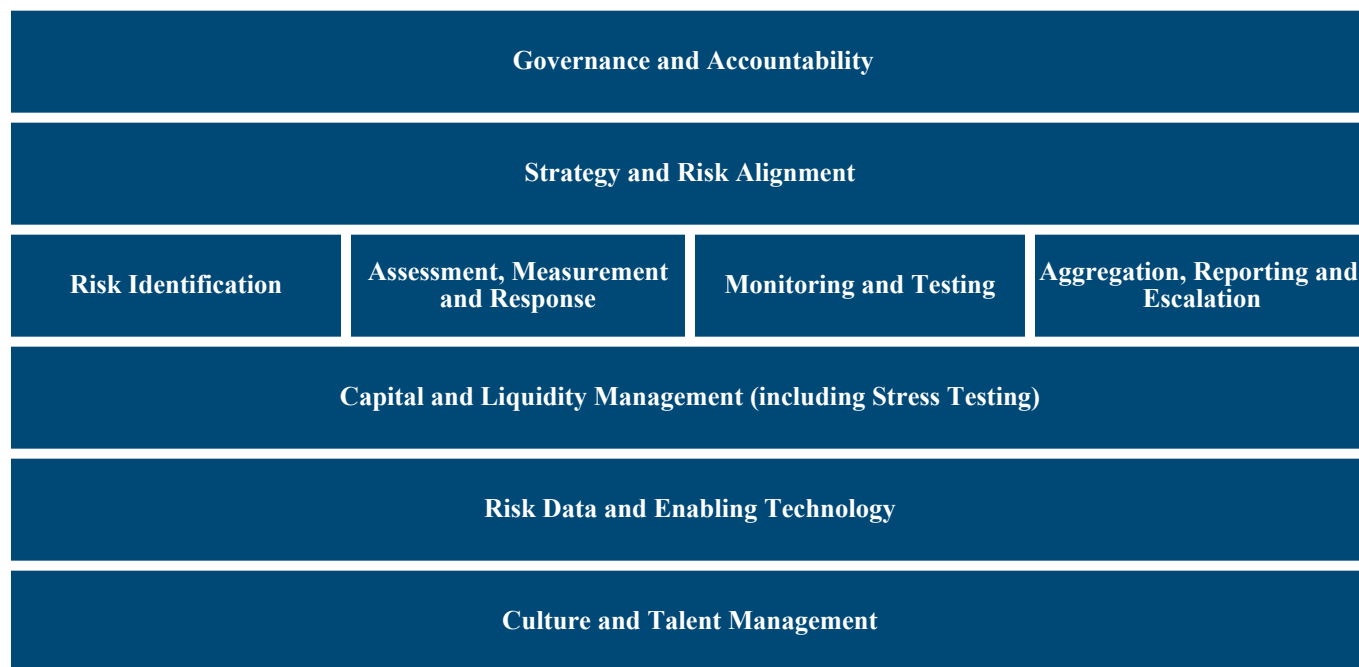 Governance and Accountability
Strategy and Risk Alignment
Risk Identification
Assessment, Measurement
and Response
Monitoring and Testing
Aggregation, Reporting and
Escalation
Capital and Liquidity Management (including Stress Testing)
Risk Data and Enabling Technology
Culture and Talent Management